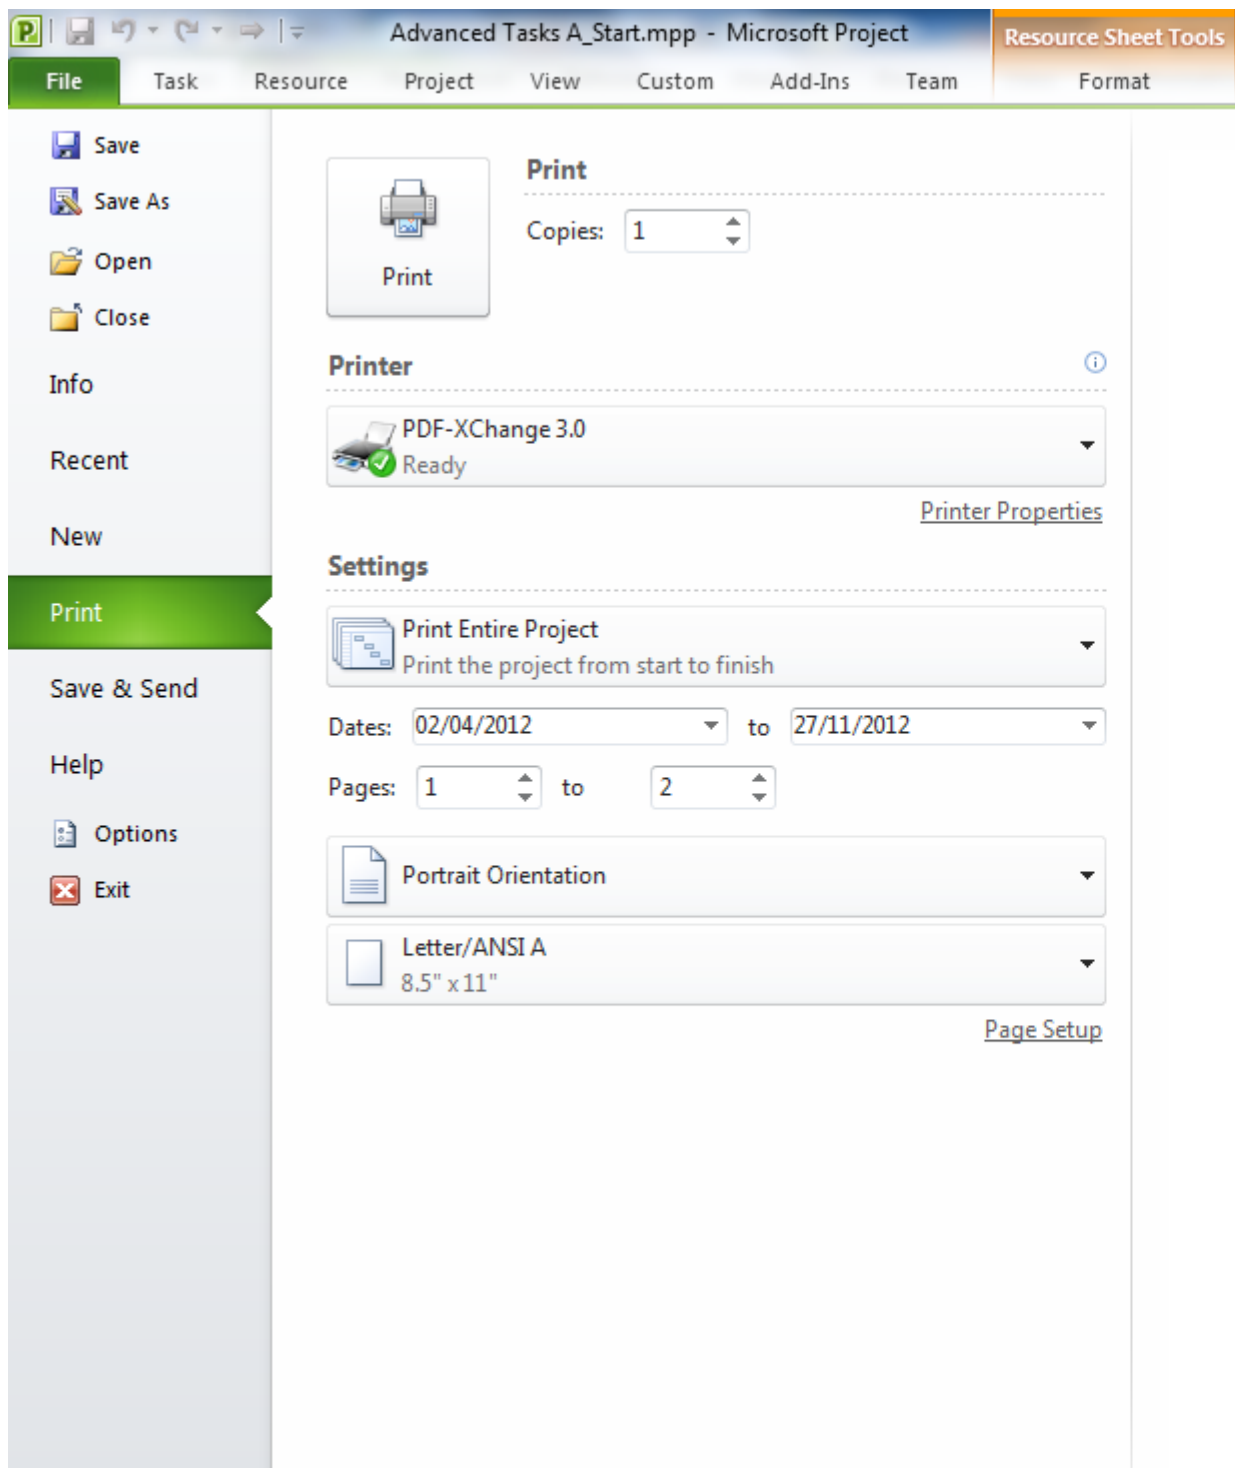 Advanced Tasks A_Start.mpp - Microsoft Project
Resource Sheet Tools
File Task Resource Project View Custom Add-Ins Team Format
Save
Save As
Open
Close
Info
Recent
New
Print
Save & Send
Help
Options
Exit
Print
Print
Copies: 1
Printer
PDF-XChange 3.0
Ready
Printer Properties
Settings
Print Entire Project
Print the project from start to finish
Dates: 02/04/2012 to 27/11/2012
Pages: 1 to 2
Portrait Orientation
Letter/ANSI A
8.5" x 11"
Page Setup